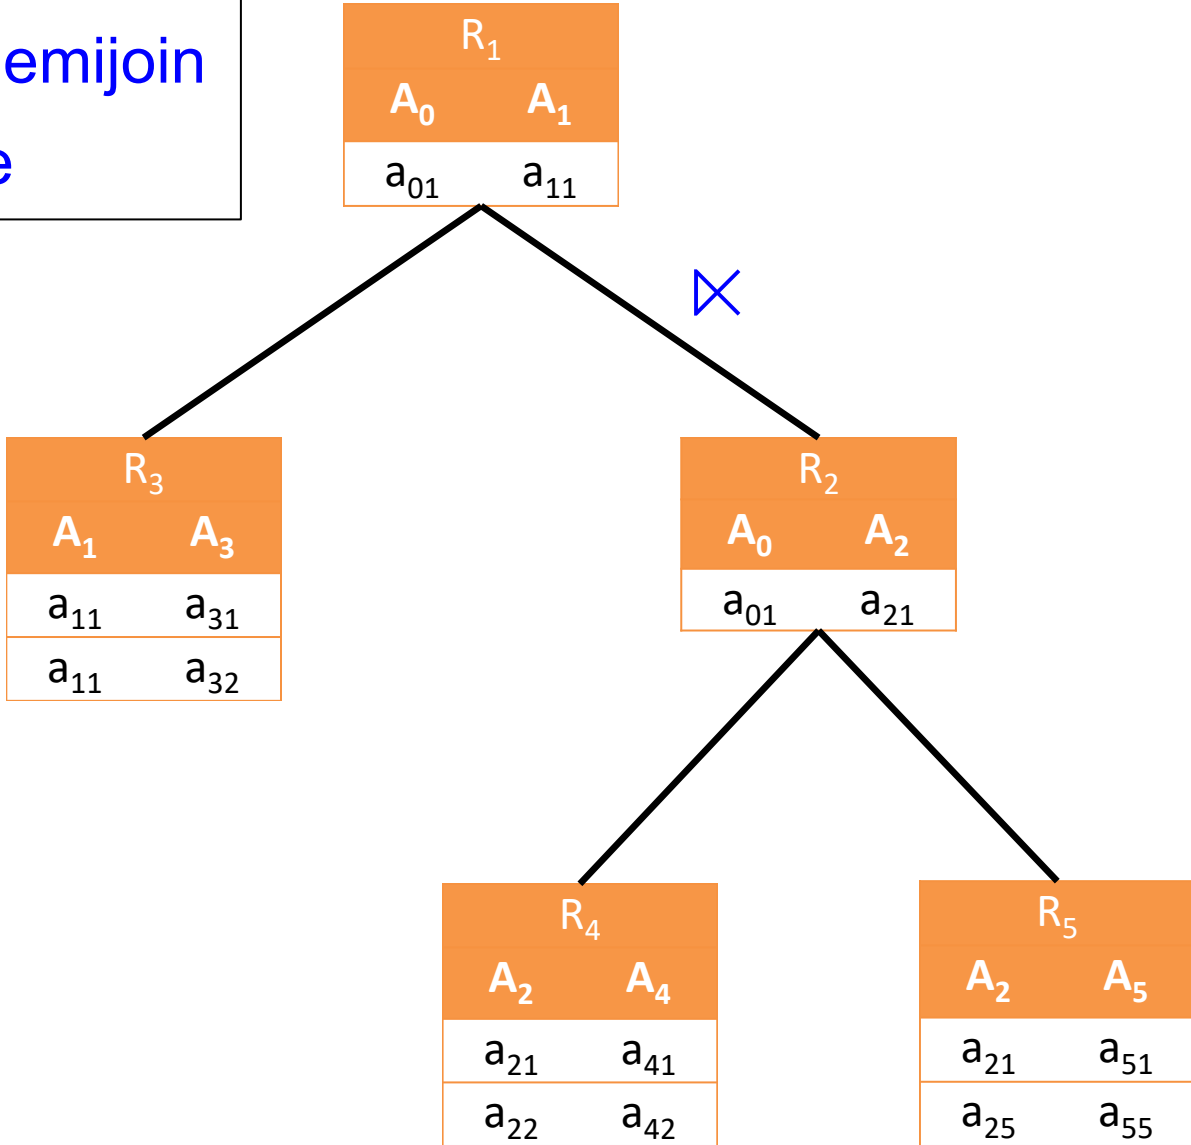 emijoin
e
R₁
A₀ A₁
a₀₁ a₁₁
⋉
R₃
A₁ A₃
a₁₁ a₃₁
a₁₁ a₃₂
R₂
A₀ A₂
a₀₁ a₂₁
R₄
A₂ A₄
a₂₁ a₄₁
a₂₂ a₄₂
R₅
A₂ A₅
a₂₁ a₅₁
a₂₅ a₅₅